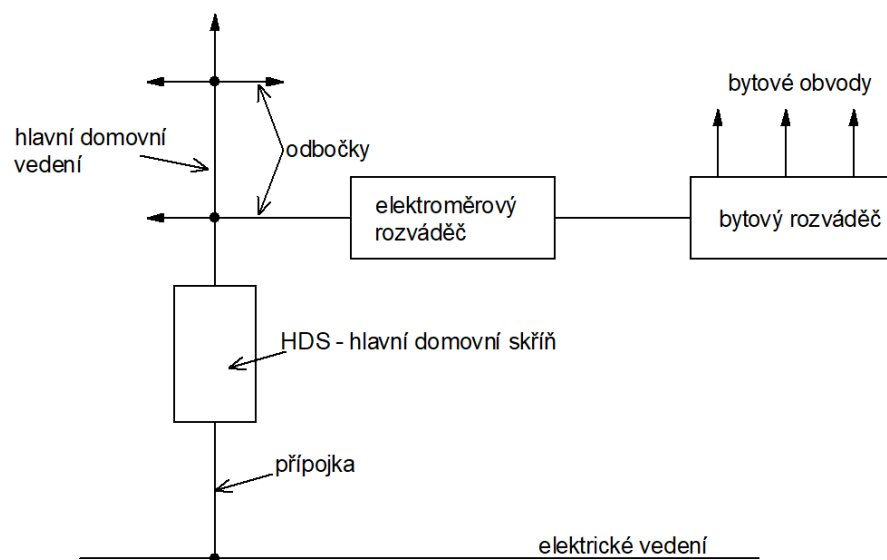 bytové obvody
hlavní domovní
vedení
odbočky
elektroměrový
rozváděč
bytový rozváděč
HDS - hlavní domovní skříň
přípojka
elektrické vedení